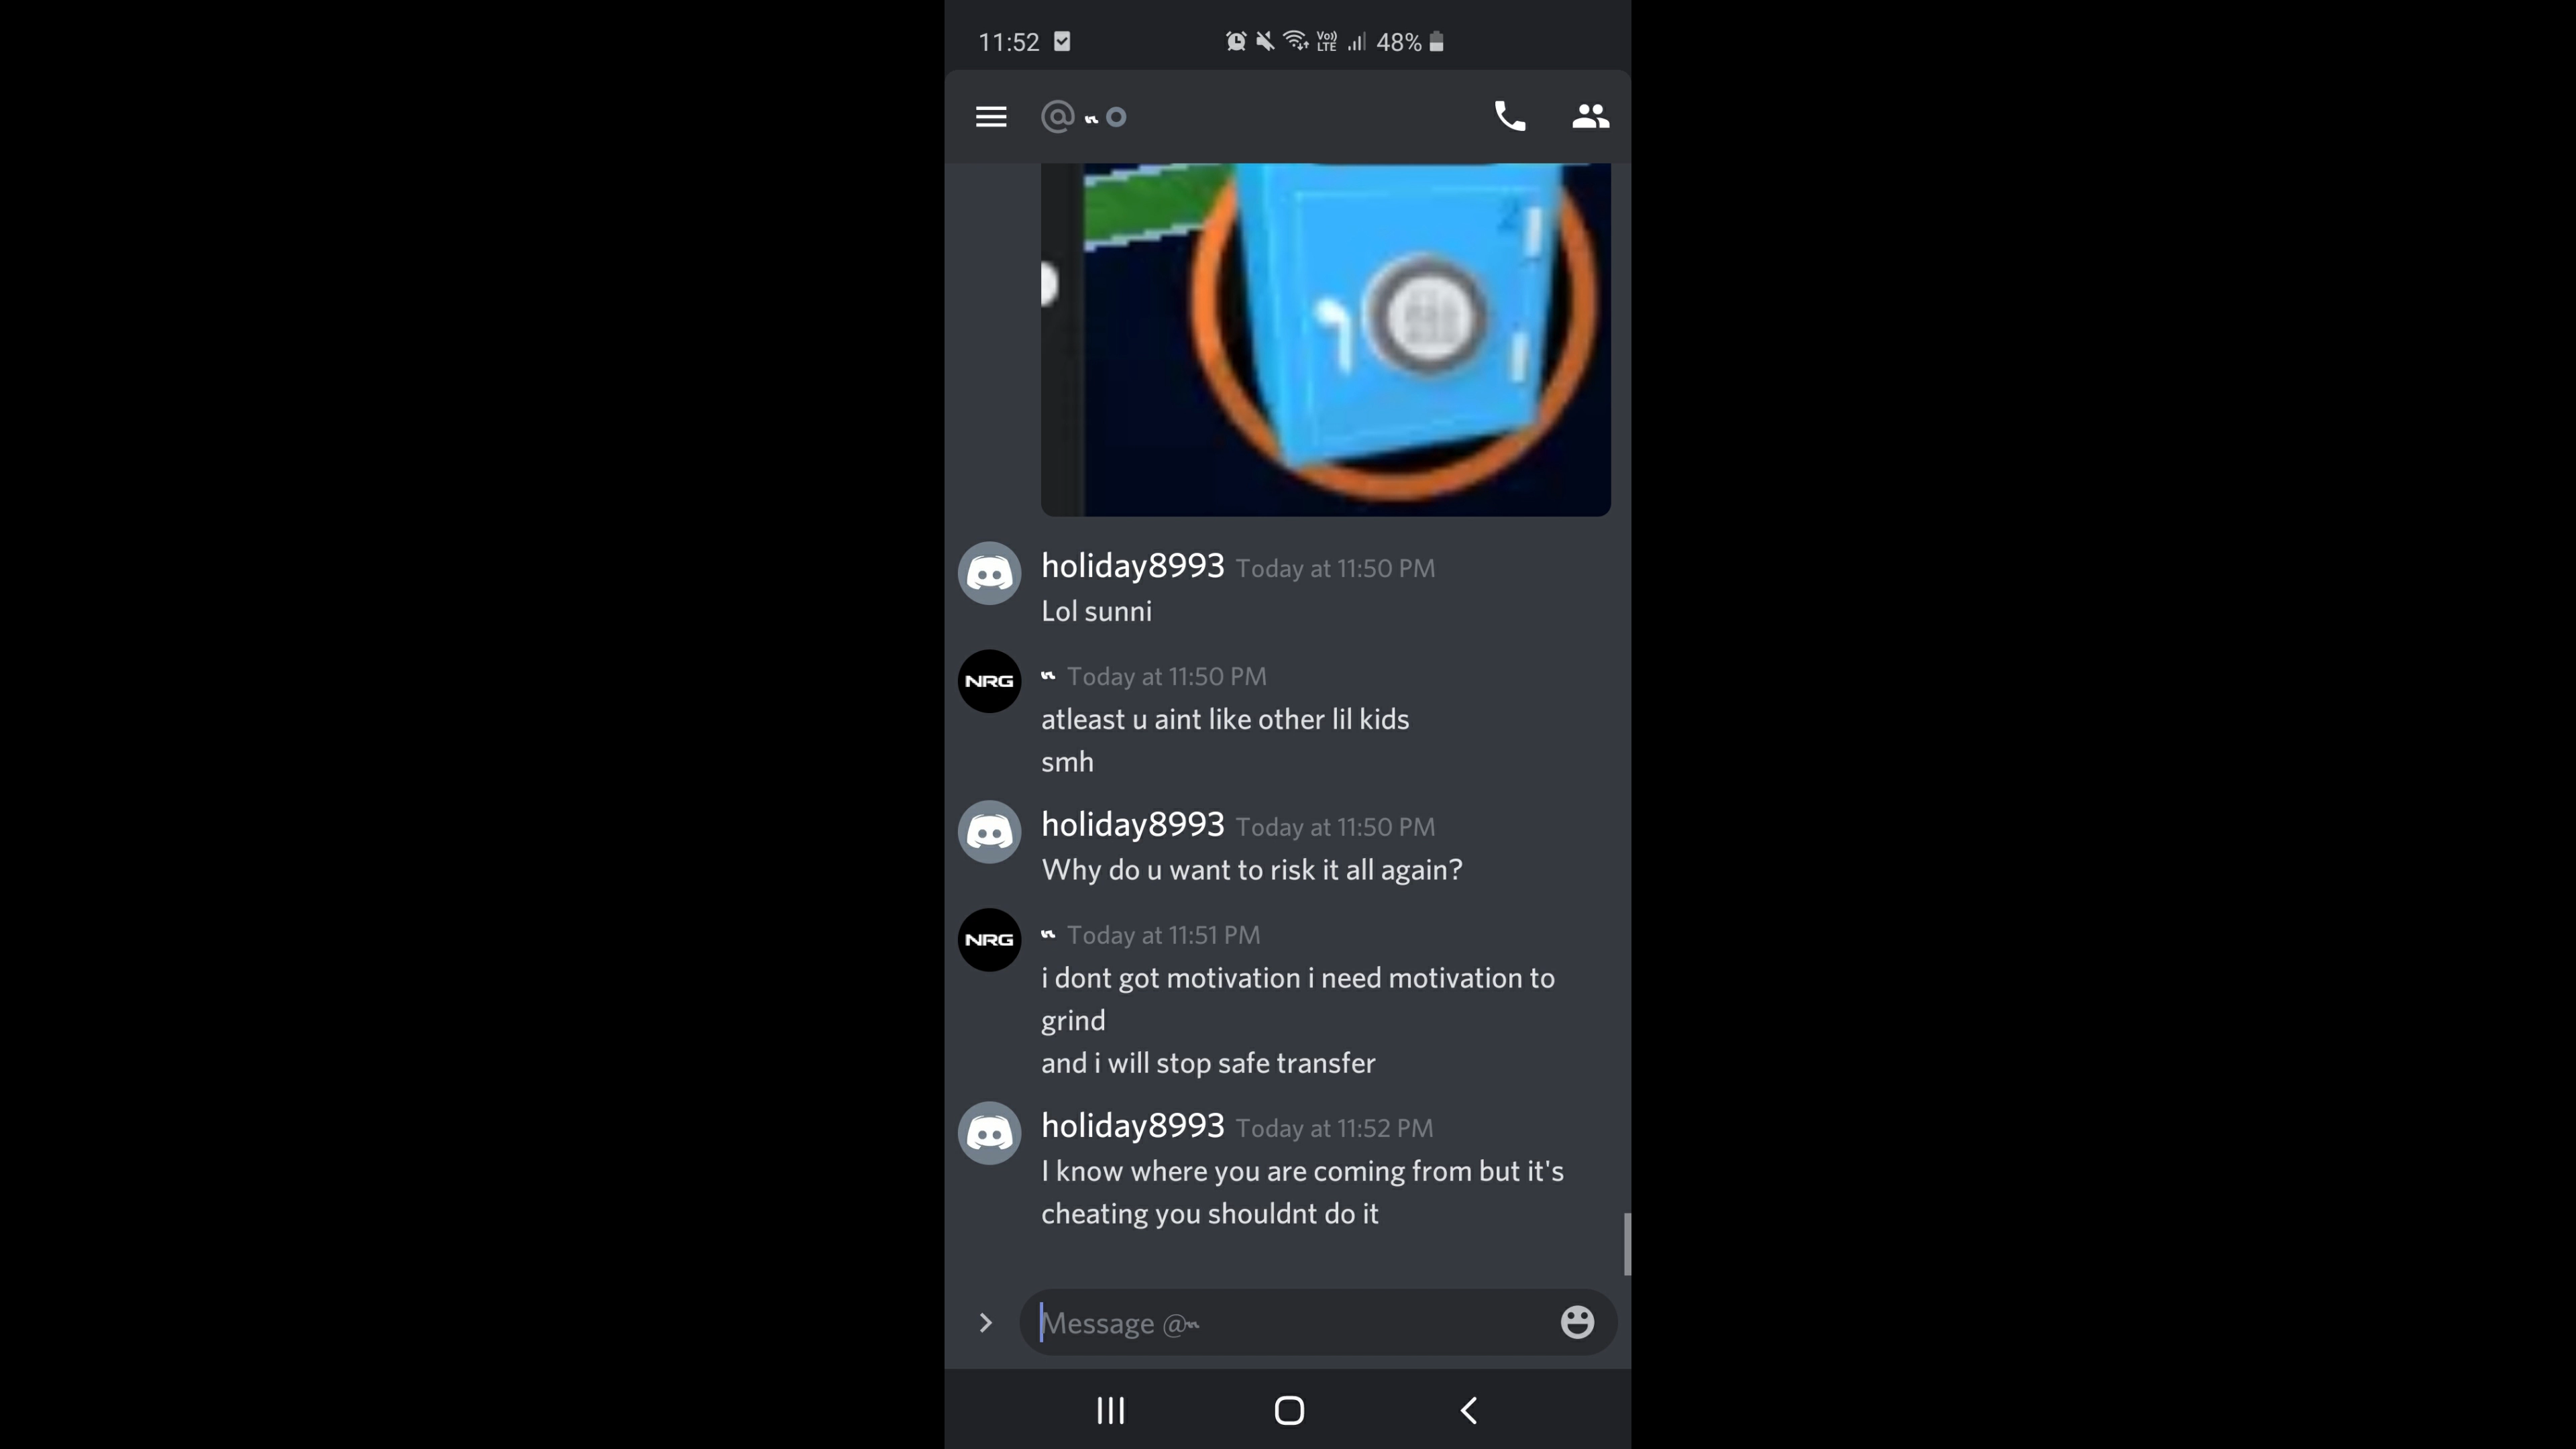 11:52
Vo)) LTE 48%
@
2
holiday8993 Today at 11:50 PM
Lol sunni
NRG
Today at 11:50 PM
atleast u aint like other lil kids
smh
holiday8993 Today at 11:50 PM
Why do u want to risk it all again?
NRG
Today at 11:51 PM
i dont got motivation i need motivation to
grind
and i will stop safe transfer
holiday8993 Today at 11:52 PM
I know where you are coming from but it's
cheating you shouldnt do it
Message @